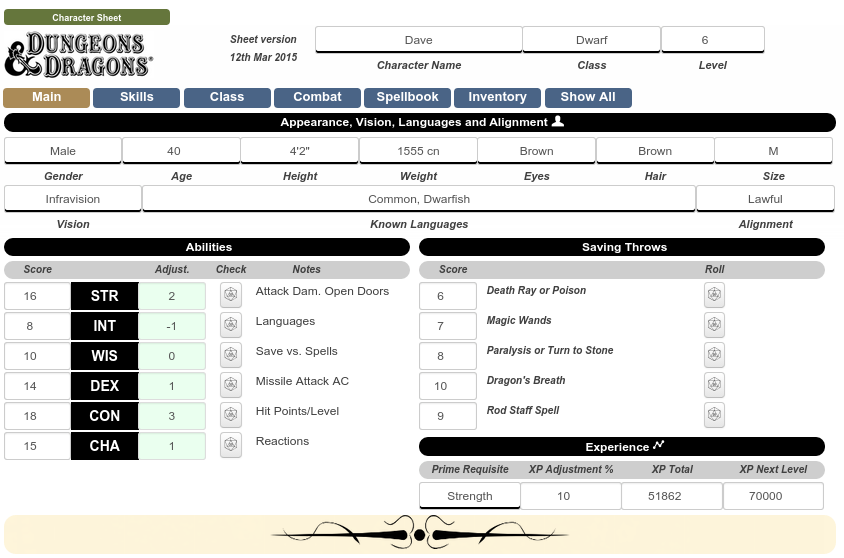 Character Sheet
DUNGEONS & DRAGONS®
Sheet version
12th Mar 2015
Dave Dwarf 6
Character Name Class Level
Main Skills Class Combat Spellbook Inventory Show All
Appearance, Vision, Languages and Alignment
Male 40 4'2" 1555 cn Brown Brown M
Gender Age Height Weight Eyes Hair Size
Infravision Common, Dwarfish Lawful
Vision Known Languages Alignment
Abilities
Score Adjust. Check Notes
16 STR 2 Attack Dam. Open Doors
8 INT -1 Languages
10 WIS 0 Save vs. Spells
14 DEX 1 Missile Attack AC
18 CON 3 Hit Points/Level
15 CHA 1 Reactions
Saving Throws
Score Roll
6 Death Ray or Poison
7 Magic Wands
8 Paralysis or Turn to Stone
10 Dragon's Breath
9 Rod Staff Spell
Experience
Prime Requisite XP Adjustment % XP Total XP Next Level
Strength 10 51862 70000